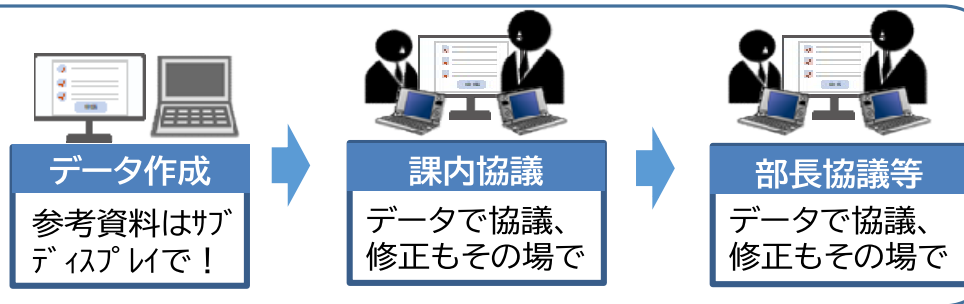 データ作成
参考資料はｻﾌﾞ
ﾃﾞｨｽﾌﾟﾚｲで！
課内協議
データで協議、
修正もその場で
部長協議等
データで協議、
修正もその場で